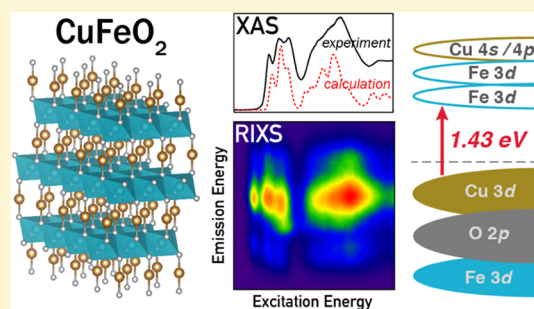 CuFeO2
XAS
experiment
calculation
RIXS
Emission Energy
Excitation Energy
Cu 4s/4p
Fe 3d
Fe 3d
1.43 eV
Cu 3d
O 2p
Fe 3d